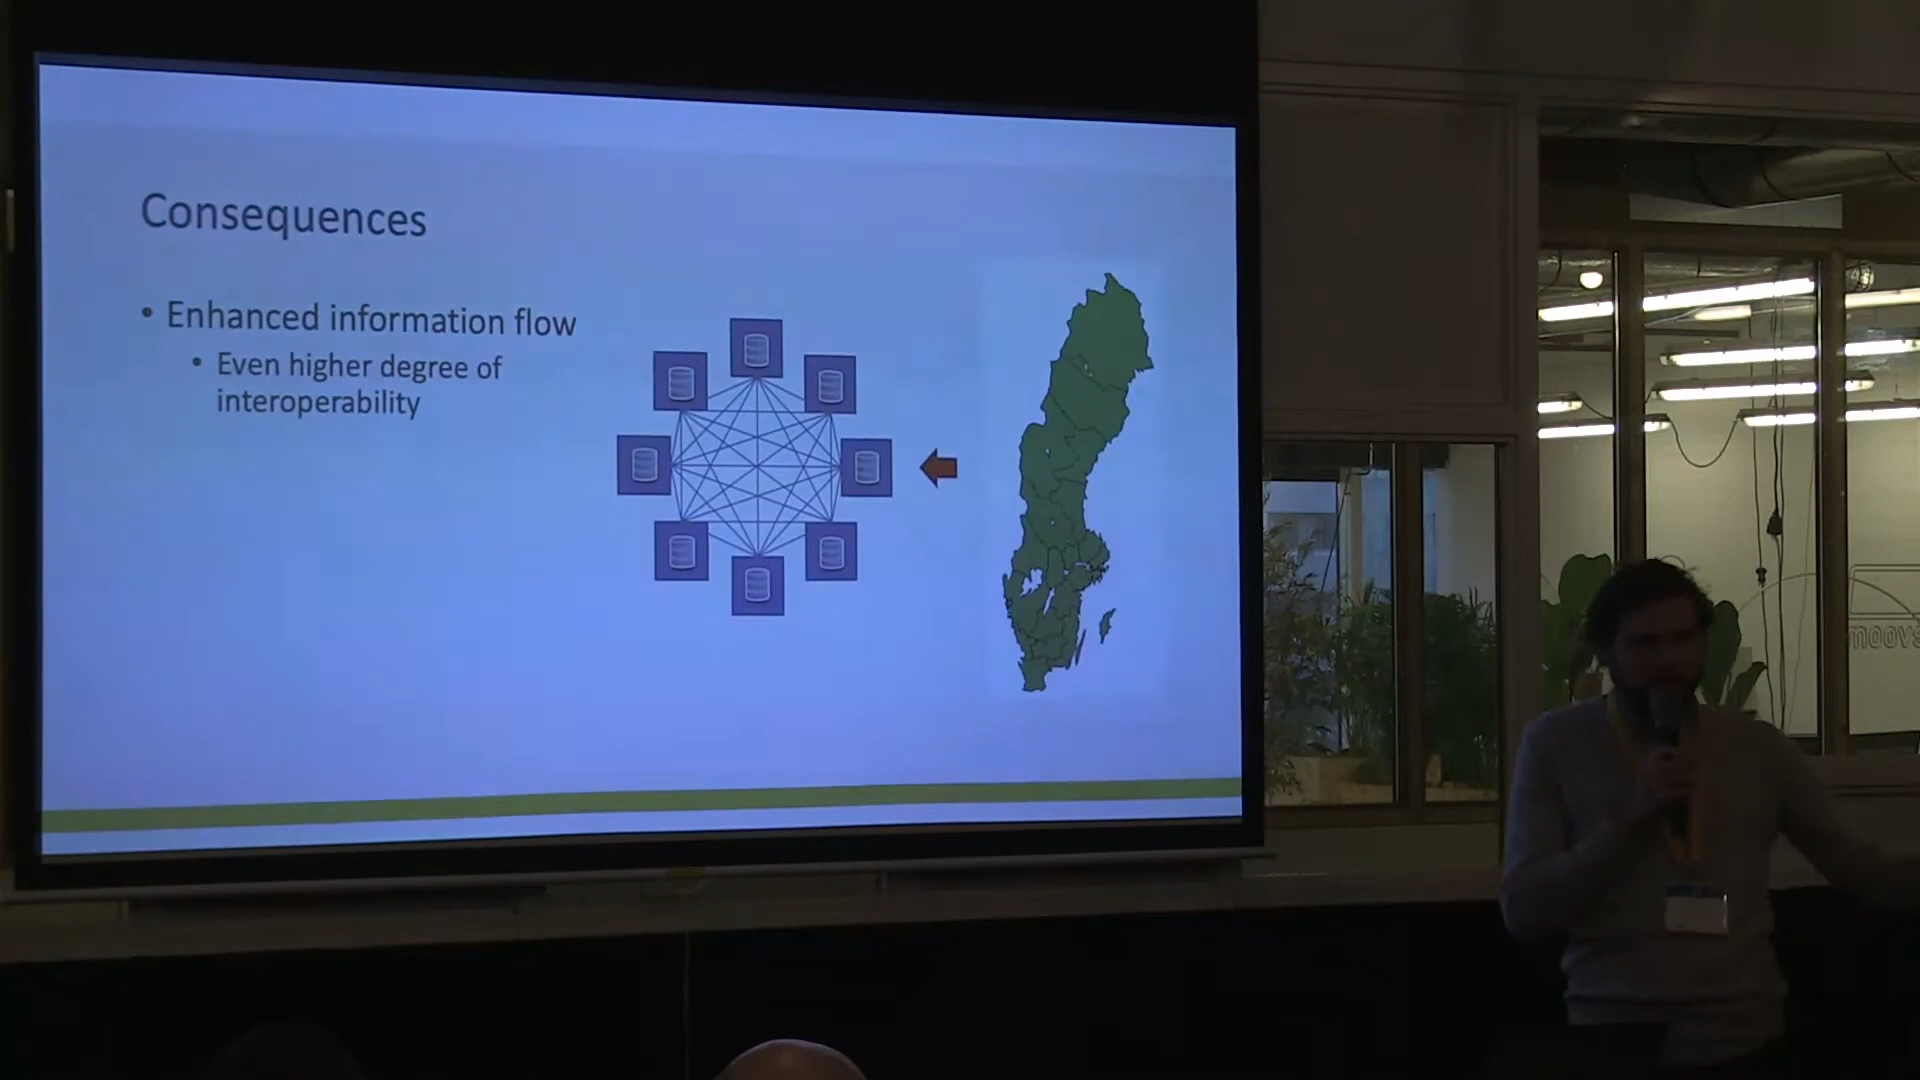 Consequences
• Enhanced information flow
• Even higher degree of
interoperability